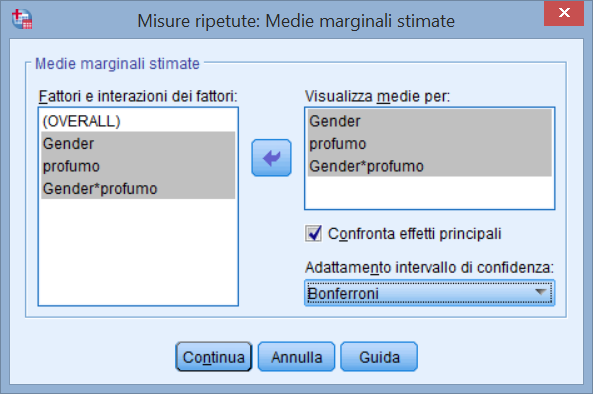 Misure ripetute: Medie marginali stimate
Medie marginali stimate
Fattori e interazioni dei fattori:
(OVERALL)
Gender
profumo
Gender*profumo
Visualizza medie per:
Gender
profumo
Gender*profumo
Confronta effetti principali
Adattamento intervallo di confidenza:
Bonferroni
Continua
Annulla
Guida